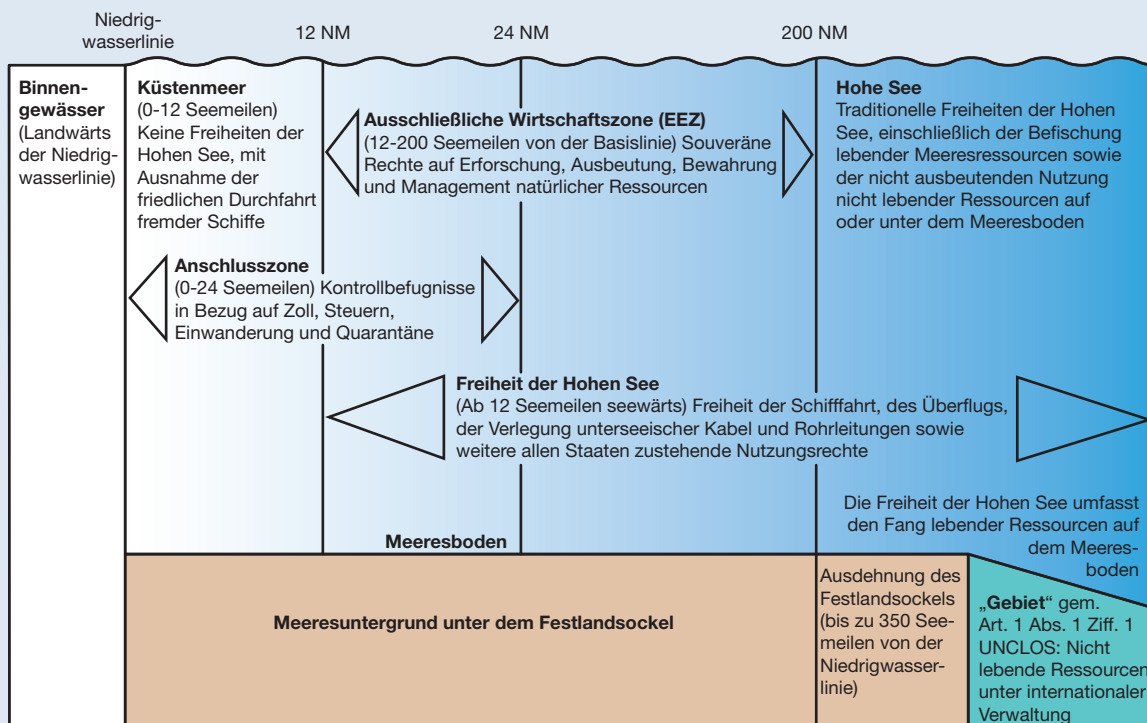 Niedrig-
wasserlinie
12 NM
24 NM
200 NM
Binnen-
gewässer
(Landwärts
der Niedrig-
wasserlinie)
Küstenmeer
(0-12 Seemeilen)
Keine Freiheiten der
Hohen See, mit
Ausnahme der
friedlichen Durchfahrt
fremder Schiffe
Ausschließliche Wirtschaftszone (EEZ)
(12-200 Seemeilen von der Basislinie) Souveräne
Rechte auf Erforschung, Ausbeutung, Bewahrung
und Management natürlicher Ressourcen
Hohe See
Traditionelle Freiheiten der Hohen
See, einschließlich der Befischung
lebender Meeresressourcen sowie
der nicht ausbeutenden Nutzung
nicht lebender Ressourcen auf
oder unter dem Meeresboden
Anschlusszone
(0-24 Seemeilen) Kontrollbefugnisse
in Bezug auf Zoll, Steuern,
Einwanderung und Quarantäne
Freiheit der Hohen See
(Ab 12 Seemeilen seewärts) Freiheit der Schifffahrt, des Überflugs,
der Verlegung unterseeischer Kabel und Rohrleitungen sowie
weitere allen Staaten zustehende Nutzungsrechte
Die Freiheit der Hohen See umfasst
den Fang lebender Ressourcen auf
dem Meeres-
boden
Meeresboden
Meeresuntergrund unter dem Festlandsockel
Ausdehnung des
Festlandsockels
(bis zu 350 See-
meilen von der
Niedrigwasser-
linie)
„Gebiet“ gem.
Art. 1 Abs. 1 Ziff. 1
UNCLOS: Nicht
lebende Ressourcen
unter internationaler
Verwaltung